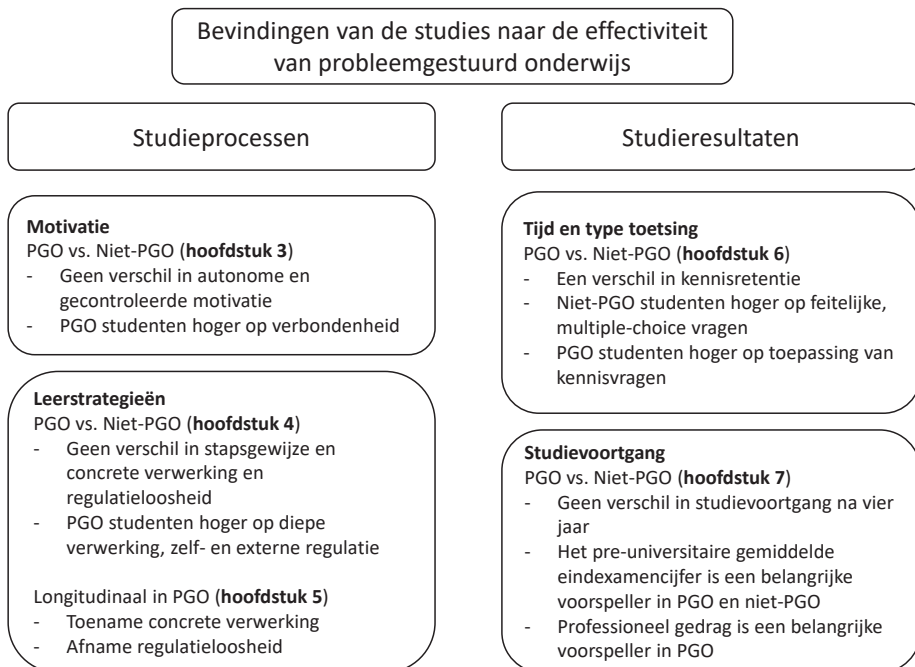 Bevindingen van de studies naar de effectiviteit
van probleemgestuurd onderwijs
Studieprocessen
Motivatie
PGO vs. Niet-PGO (hoofdstuk 3)
- Geen verschil in autonome en
gecontroleerde motivatie
- PGO studenten hoger op verbondenheid
Leerstrategieën
PGO vs. Niet-PGO (hoofdstuk 4)
- Geen verschil in stapsgewijze en
concrete verwerking en
regulatieloosheid
- PGO studenten hoger op diepe
verwerking, zelf- en externe regulatie
Longitudinaal in PGO (hoofdstuk 5)
- Toename concrete verwerking
- Afname regulatieloosheid
Studieresultaten
Tijd en type toetsing
PGO vs. Niet-PGO (hoofdstuk 6)
- Een verschil in kennisretentie
- Niet-PGO studenten hoger op feitelijke,
multiple-choice vragen
- PGO studenten hoger op toepassing van
kennisvragen
Studievoortgang
PGO vs. Niet-PGO (hoofdstuk 7)
- Geen verschil in studievoortgang na vier
jaar
- Het pre-universitaire gemiddelde
eindexamencijfer is een belangrijke
voorspeller in PGO en niet-PGO
- Professioneel gedrag is een belangrijke
voorspeller in PGO